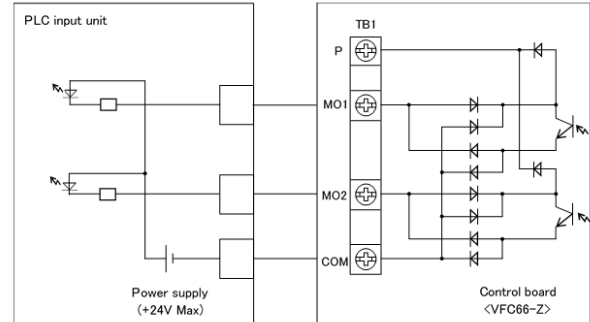 PLC input unit
TB1
P
MO1
MO2
COM
Power supply
(+24V Max)
Control board
<VFC66-Z>